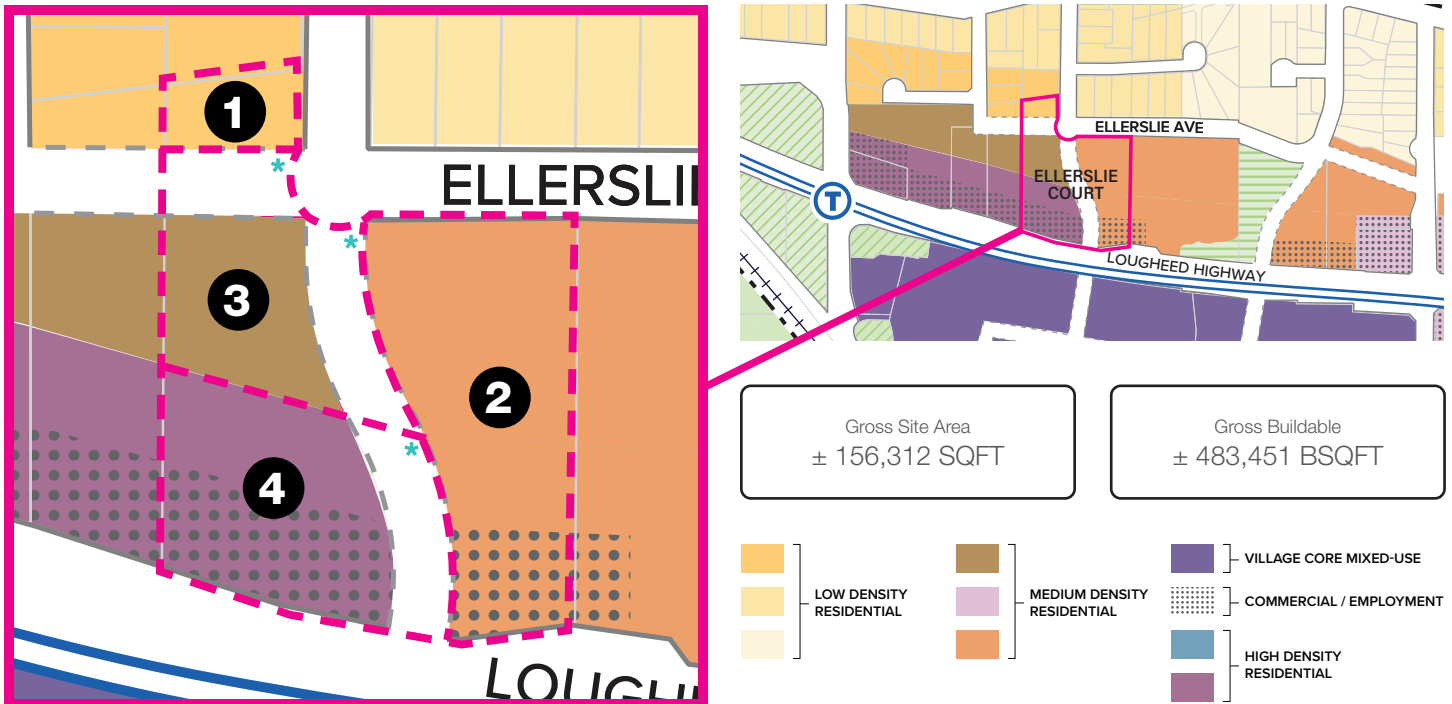 1
ELLERSLI
3
2
4
LOUGH
ELLERSLIE AVE
ELLERSLIE
COURT
T
LOUGHEED HIGHWAY
Gross Site Area
± 156,312 SQFT
Gross Buildable
± 483,451 BSQFT
LOW DENSITY
RESIDENTIAL
MEDIUM DENSITY
RESIDENTIAL
VILLAGE CORE MIXED-USE
COMMERCIAL / EMPLOYMENT
HIGH DENSITY
RESIDENTIAL